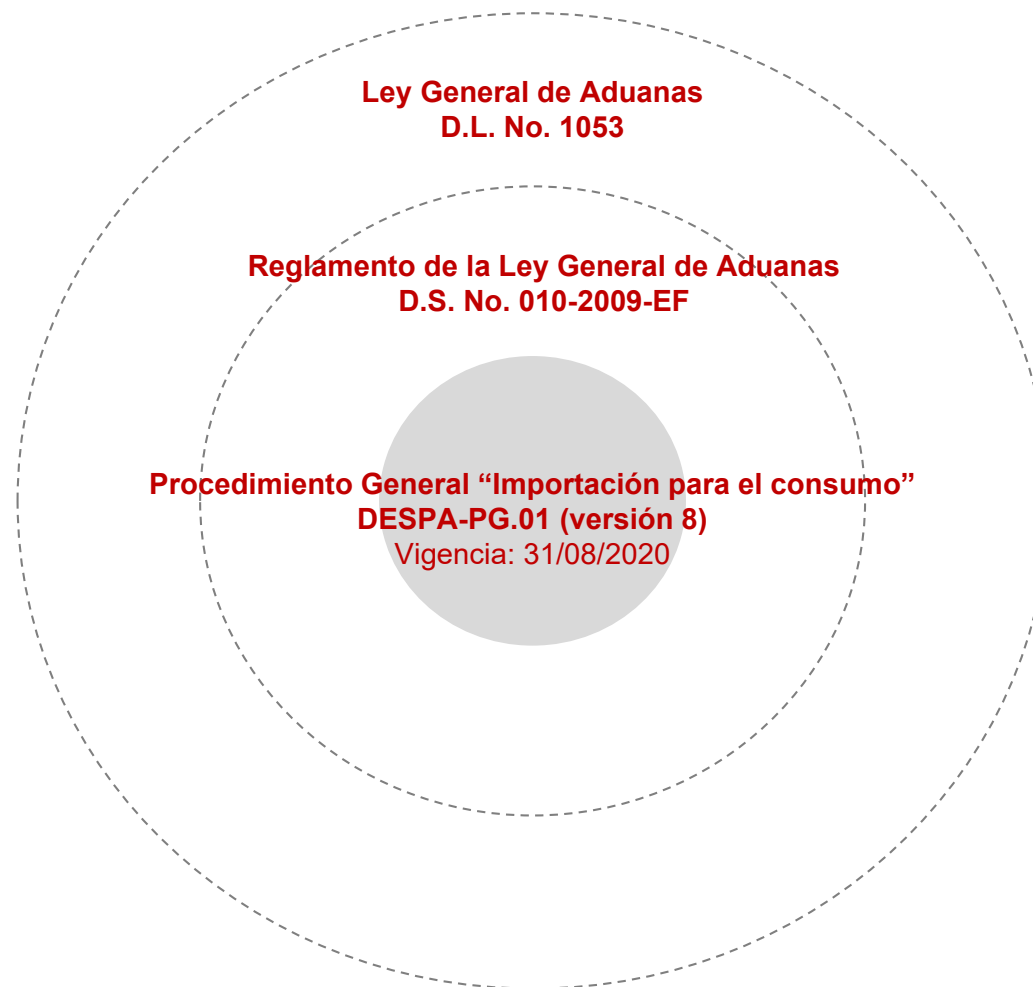 Ley General de Aduanas
D.L. No. 1053
Reglamento de la Ley General de Aduanas
D.S. No. 010-2009-EF
Procedimiento General “Importación para el consumo”
DESPA-PG.01 (versión 8)
Vigencia: 31/08/2020